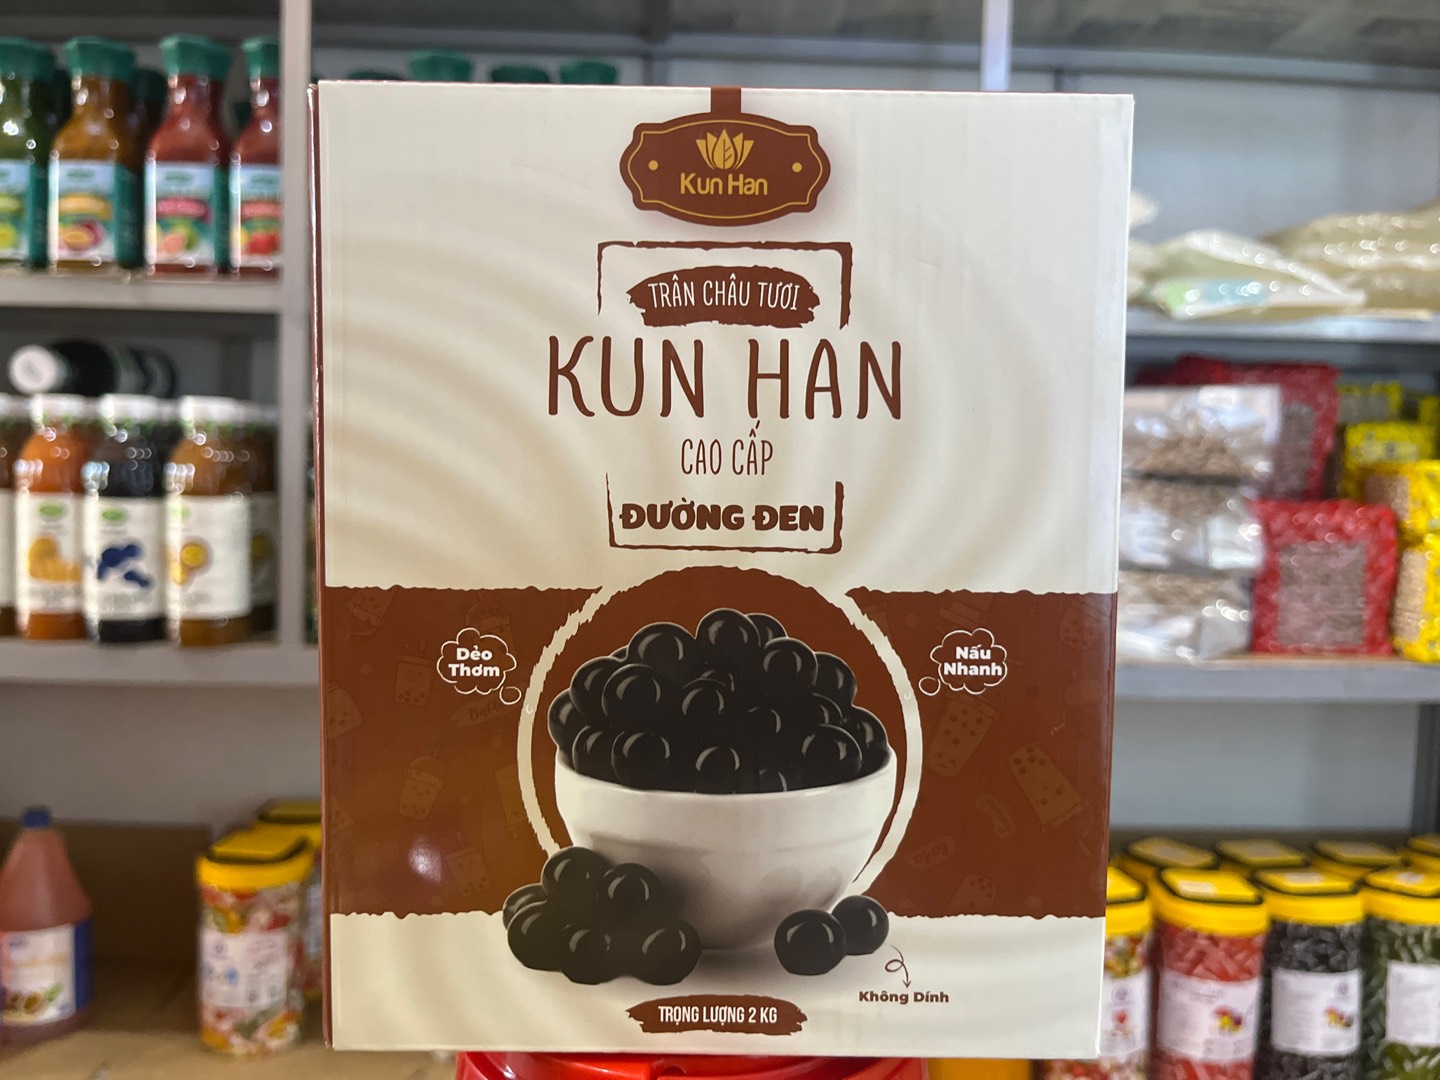 Kun Han
TRÂN CHÂU TƯƠI
KUN HAN
CAO CẤP
ĐƯỜNG ĐEN
Dẻo
Thơm
Nấu
Nhanh
Không Dính
TRỌNG LƯỢNG 2 KG